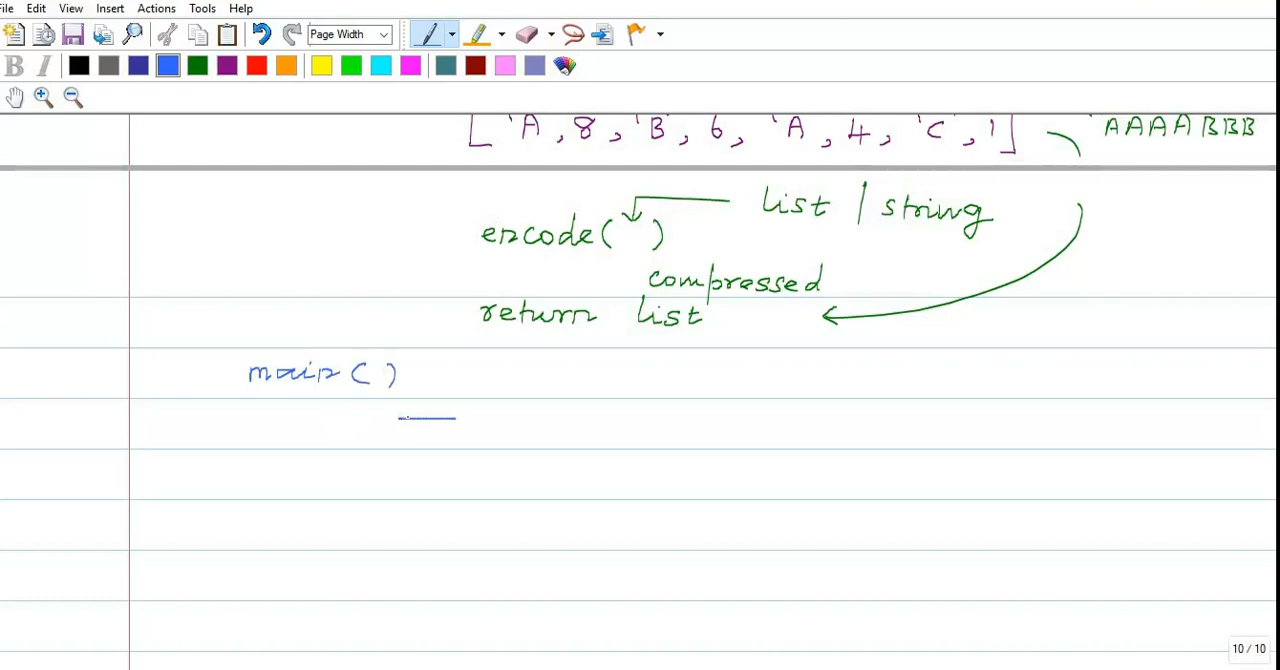 File Edit View Insert Actions Tools Help
Page Width
B I
['A', 8, 'B', 6, 'A', 4, 'C', 1] 'AAAABBB
list / string
encode( )
compressed
return list
main( )
10 / 10